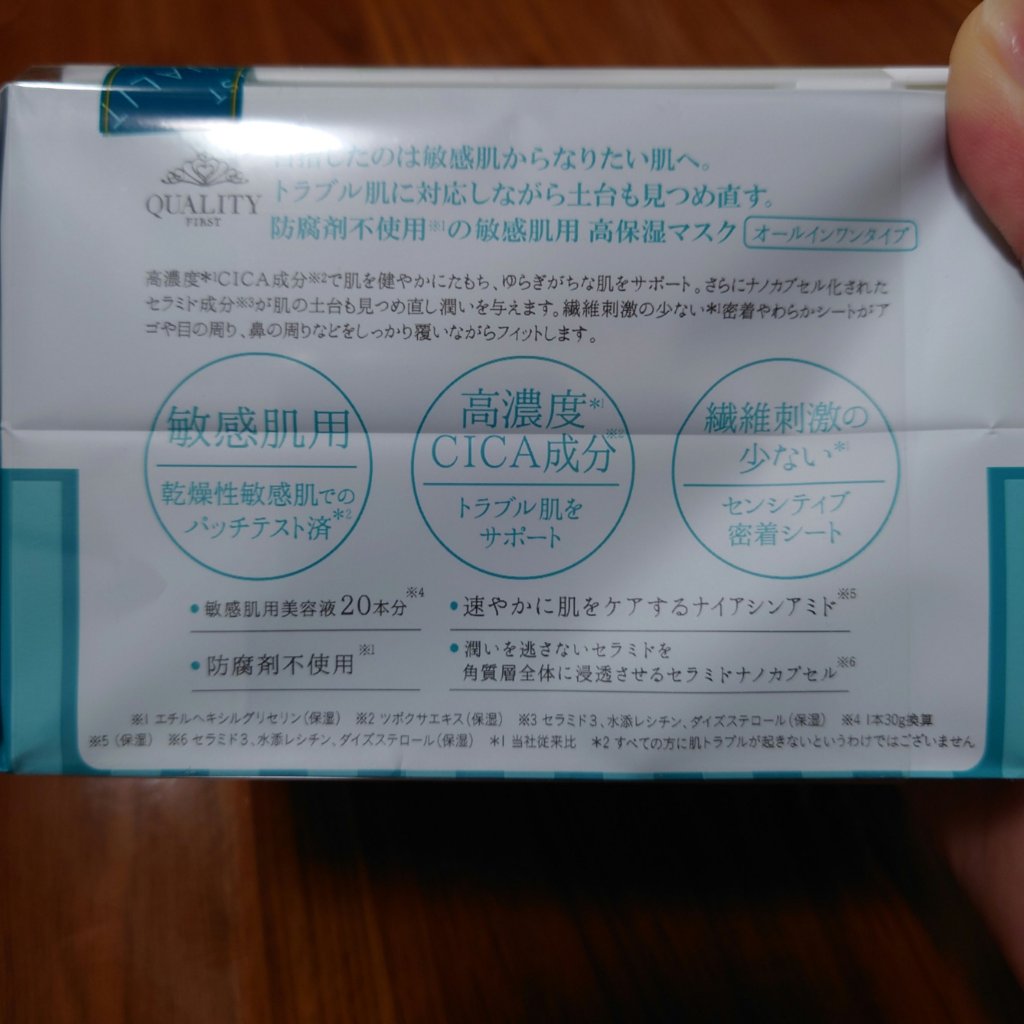 QUALITY
FIRST
目指したのは敏感肌からなりたい肌へ。
トラブル肌に対応しながら土台も見つめ直す。
防腐剤不使用※1の敏感肌用 高保湿マスク オールインワンタイプ
高濃度*1CICA成分※2で肌を健やかにたもち、ゆらぎがちな肌をサポート。さらにナノカプセル化された
セラミド成分※3が肌の土台も見つめ直し潤いを与えます。繊維刺激の少ない*1密着やわらかシートがア
ゴや目の周り、鼻の周りなどをしっかり覆いながらフィットします。
敏感肌用
乾燥性敏感肌での
パッチテスト済*2
高濃度*1
CICA成分※2
トラブル肌を
サポート
繊維刺激の
少ない*1
センシティブ
密着シート
•敏感肌用美容液20本分※4
•防腐剤不使用※1
•速やかに肌をケアするナイアシンアミド※5
•潤いを逃さないセラミドを
角質層全体に浸透させるセラミドナノカプセル※6
※1 エチルヘキシルグリセリン(保湿) ※2 ツボクサエキス(保湿) ※3 セラミド3、水添レシチン、ダイズステロール(保湿) ※4 1本30g換算
※5 (保湿) ※6 セラミド3、水添レシチン、ダイズステロール(保湿) *1 当社従来比 *2 すべての方に肌トラブルが起きないというわけではございません